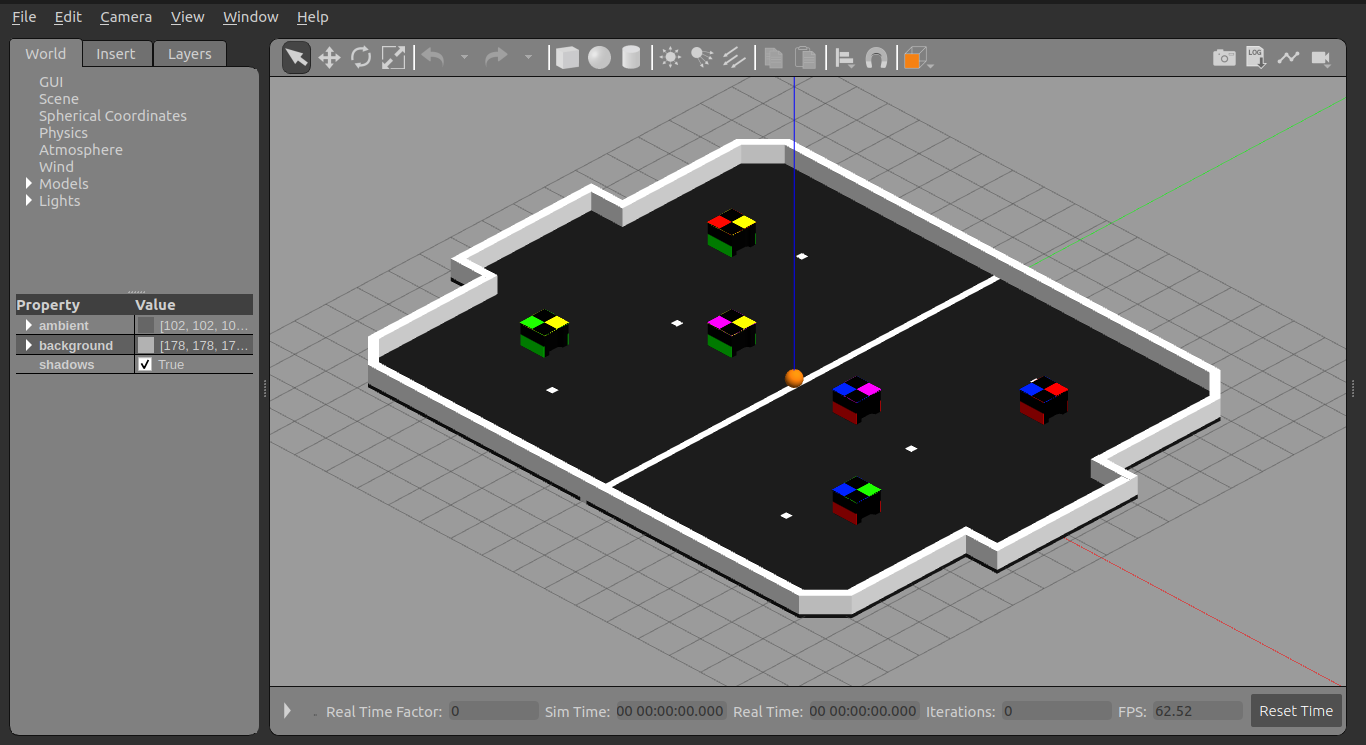 File Edit Camera View Window Help
World Insert Layers
LOG
GUI
Scene
Spherical Coordinates
Physics
Atmosphere
Wind
Models
Lights
Property Value
ambient [102, 102, 10...
background [178, 178, 17...
shadows True
Real Time Factor: 0 Sim Time: 00 00:00:00.000 Real Time: 00 00:00:00.000 Iterations: 0 FPS: 62.52 Reset Time